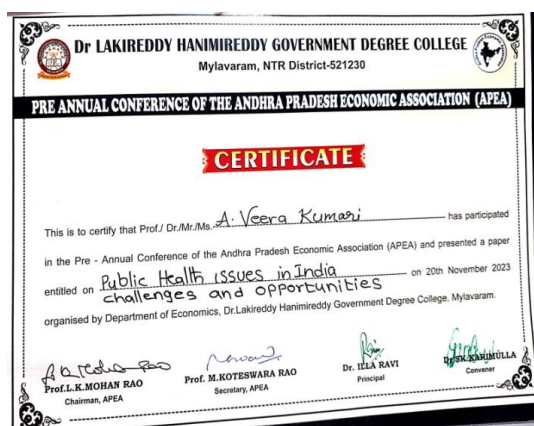 Dr LAKIREDDY HANIMIREDDY GOVERNMENT DEGREE COLLEGE
Mylavaram, NTR District-521230
PRE ANNUAL CONFERENCE OF THE ANDHRA PRADESH ECONOMIC ASSOCIATION (APEA)
CERTIFICATE
This is to certify that Prof./ Dr./Mr./Ms. A. Veera Kumari has participated
in the Pre - Annual Conference of the Andhra Pradesh Economic Association (APEA) and presented a paper
entitled on Public Health issues in India on 20th November 2023
challenges and opportunities
organised by Department of Economics, Dr.Lakireddy Hanimireddy Government Degree College, Mylavaram.
Prof.L.K.MOHAN RAO
Chairman, APEA
Prof. M.KOTESWARA RAO
Secretary, APEA
Dr. ILLA RAVI
Principal
Dr.SK.KARIMULLA
Convener